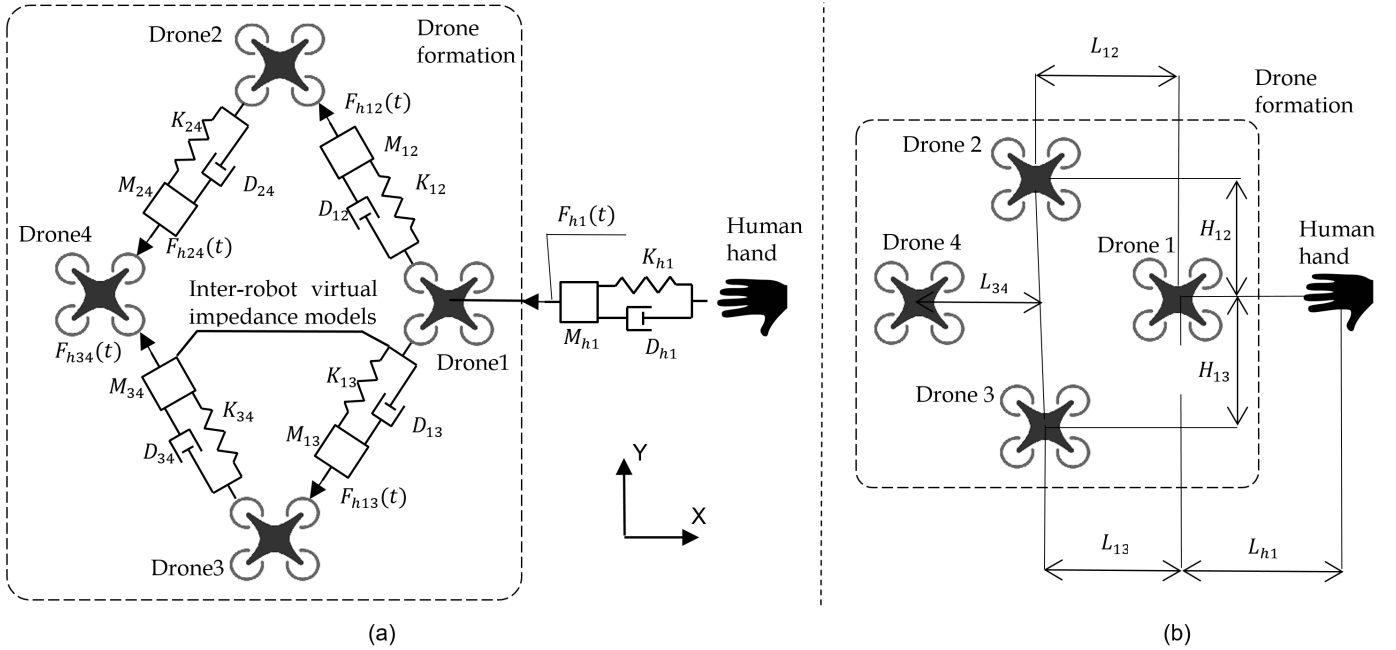 Drone2
Drone
formation
F_{h12}(t)
K_{24}
M_{12}
M_{24}
D_{24}
K_{12}
D_{12}
Drone4
F_{h24}(t)
F_{h1}(t)
Human
hand
K_{h1}
Inter-robot virtual
impedance models
M_{h1}
D_{h1}
F_{h34}(t)
Drone1
M_{34}
K_{13}
K_{34}
M_{13}
D_{13}
D_{34}
F_{h13}(t)
Y
X
Drone3
(a)
L_{12}
Drone
formation
Drone 2
H_{12}
Drone 4
Drone 1
Human
hand
L_{34}
H_{13}
Drone 3
L_{13}
L_{h1}
(b)